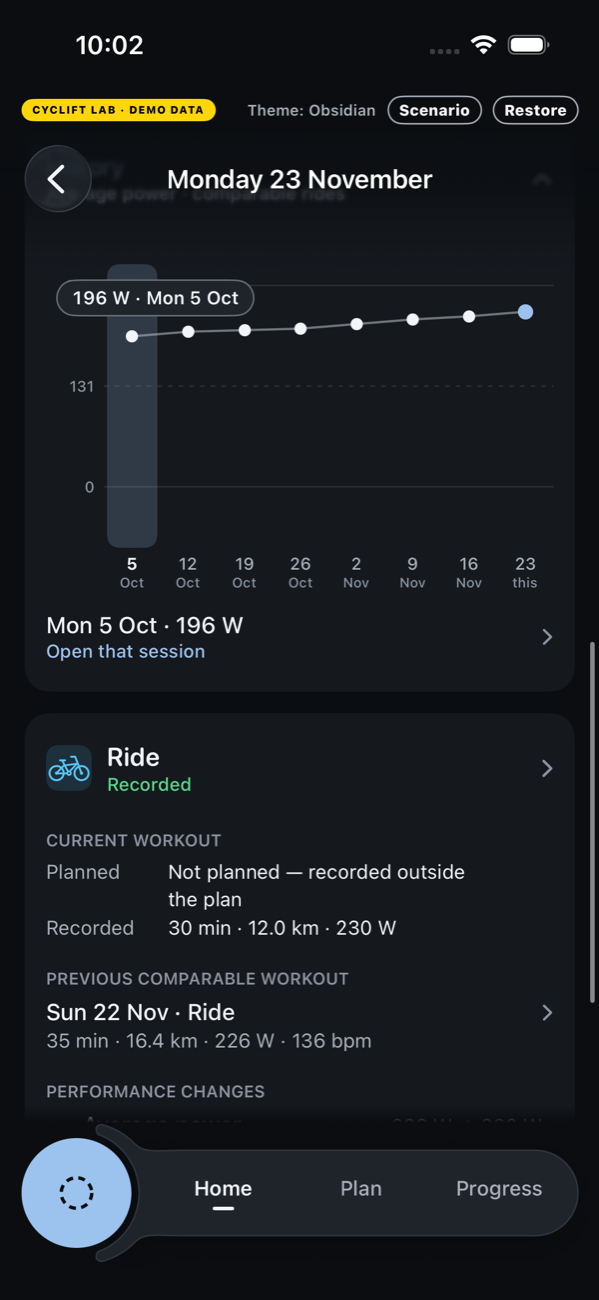 10:02
CYCLIFT LAB · DEMO DATA
Theme: Obsidian
Scenario
Restore
Monday 23 November
196 W · Mon 5 Oct
131
0
5 12 19 26 2 9 16 23
Oct Oct Oct Oct Nov Nov Nov this
Mon 5 Oct · 196 W
Open that session
Ride
Recorded
CURRENT WORKOUT
Planned Not planned — recorded outside
the plan
Recorded 30 min · 12.0 km · 230 W
PREVIOUS COMPARABLE WORKOUT
Sun 22 Nov · Ride
35 min · 16.4 km · 226 W · 136 bpm
PERFORMANCE CHANGES
Home
Plan
Progress